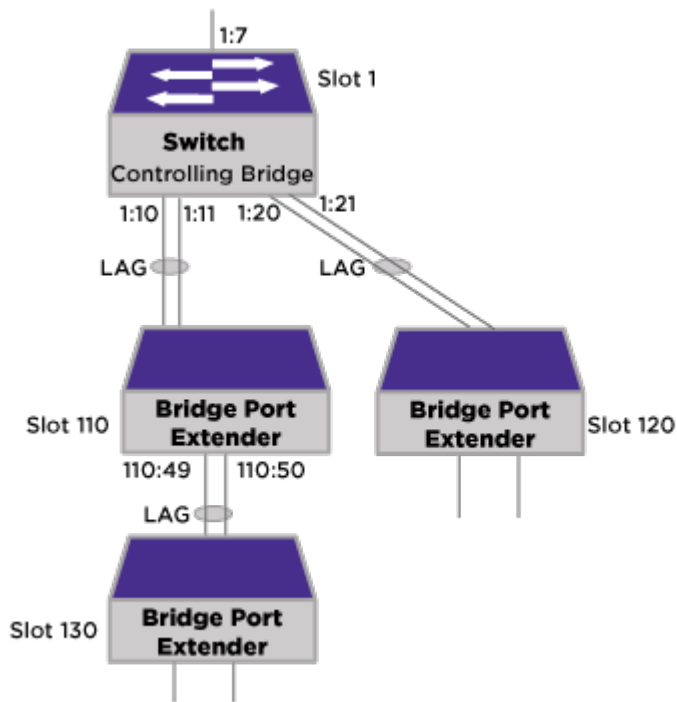 1:7
Slot 1
Switch
Controlling Bridge
1:10
1:11
1:20
1:21
LAG
LAG
Slot 110
Bridge Port
Extender
Bridge Port
Extender
Slot 120
110:49
110:50
LAG
Slot 130
Bridge Port
Extender